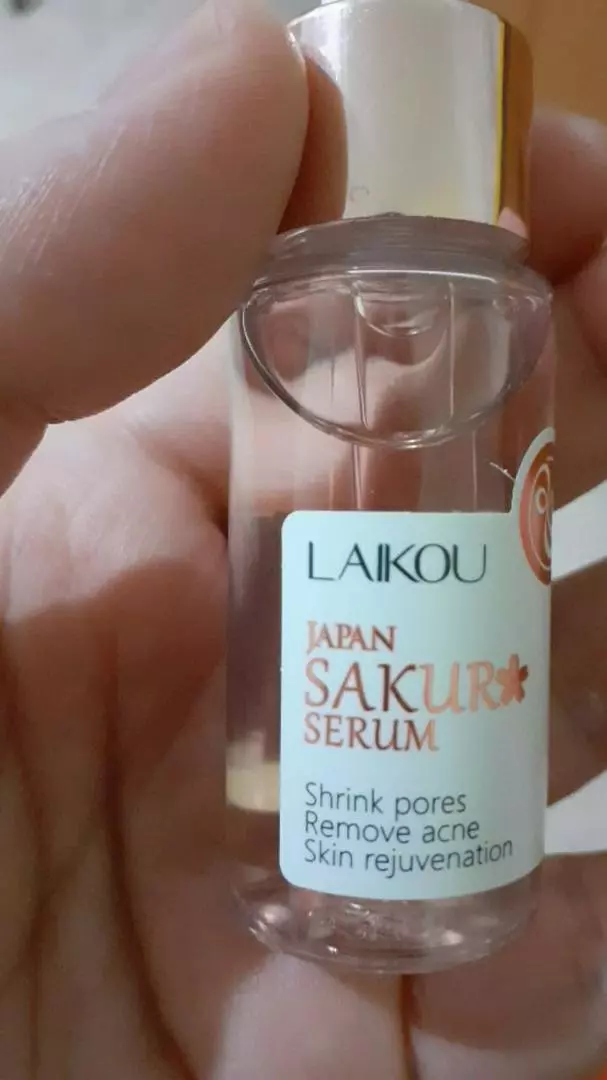 LAIKOU
JAPAN
SAKUR
SERUM
Shrink pores
Remove acne
Skin rejuvenation